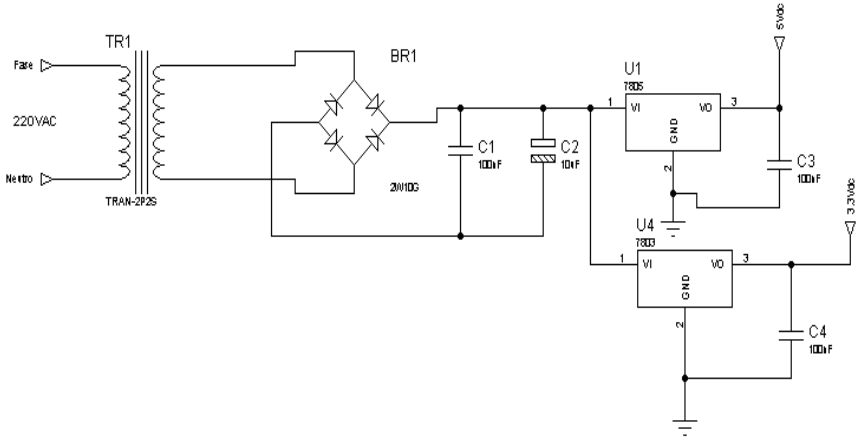 TR1
Fase
220VAC
Neutro
TRAN-2P2S
BR1
2W10G
C1
100nF
C2
10uF
U1
7805
1
VI
VO
3
GND
2
5Vdc
C3
100nF
U4
7803
1
VI
VO
3
GND
2
3.3Vdc
C4
100nF